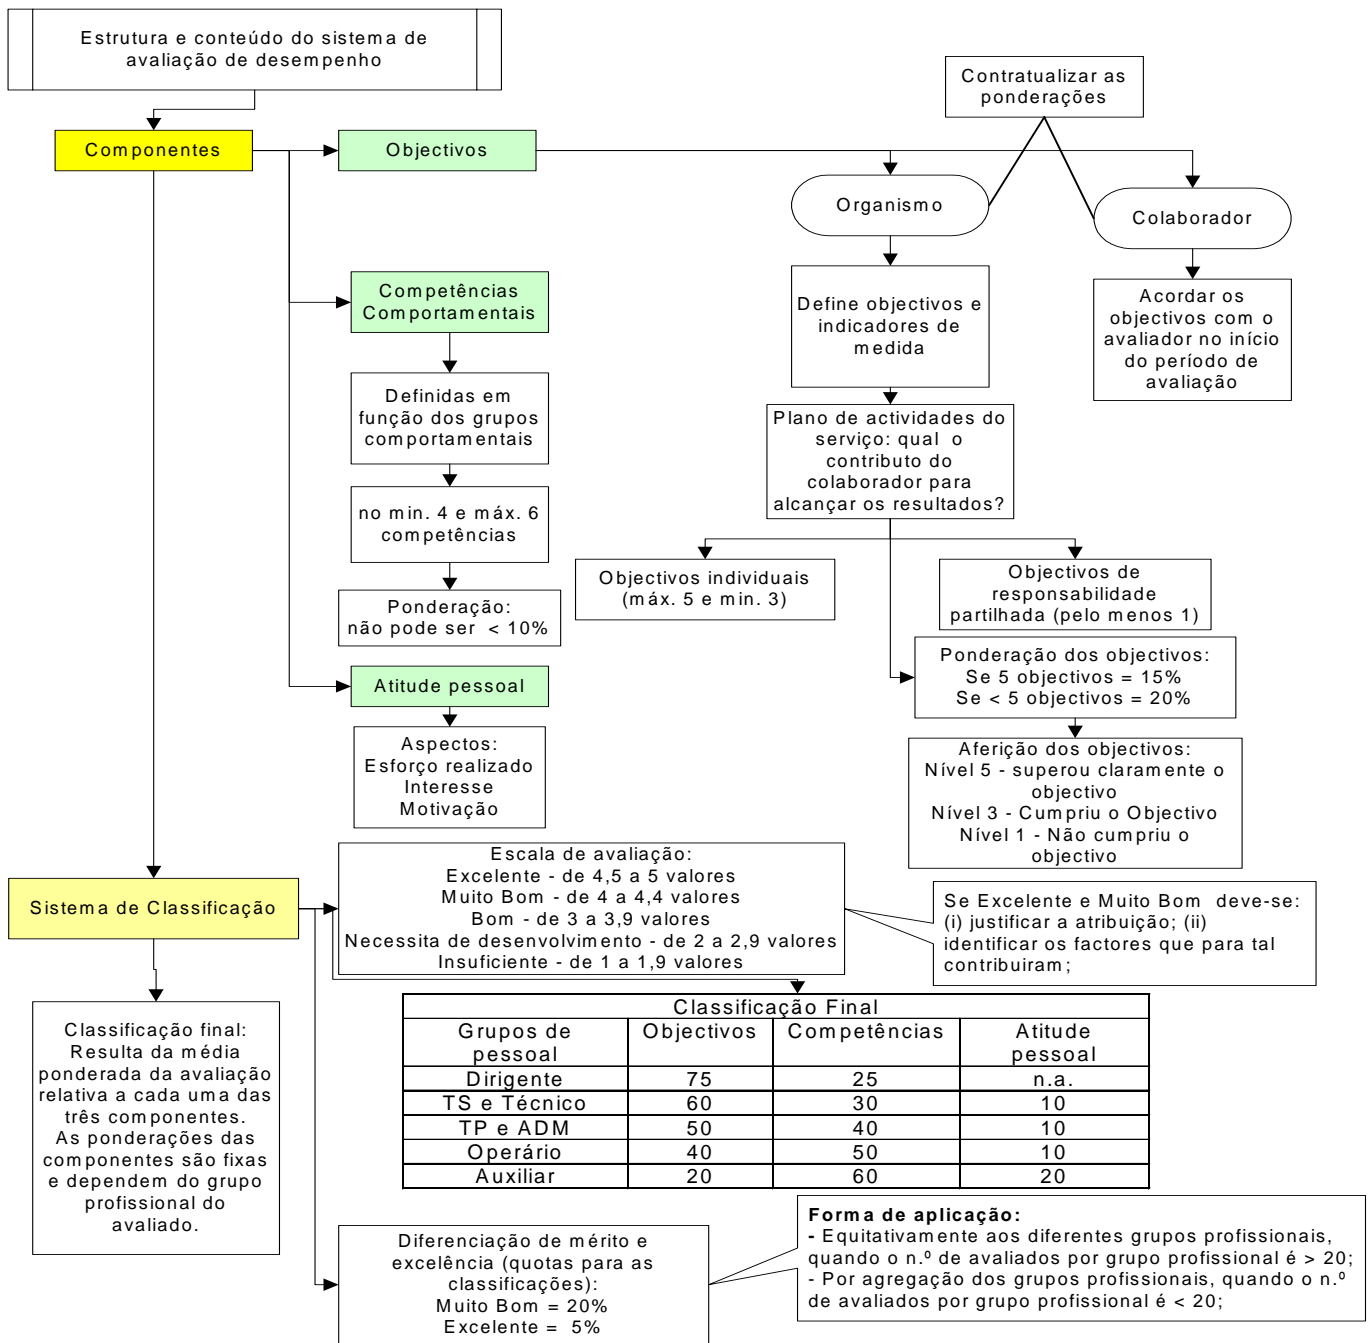 Estrutura e conteúdo do sistema de
avaliação de desempenho
Contratualizar as
ponderações
Componentes
Objectivos
Organismo
Colaborador
Competências
Comportamentais
Define objectivos e
indicadores de
medida
Acordar os
objectivos com o
avaliador no início
do período de
avaliação
Definidas em
função dos grupos
comportamentais
Plano de actividades do
serviço: qual o
contributo do
colaborador para
alcançar os resultados?
no min. 4 e máx. 6
competências
Objectivos individuais
(máx. 5 e min. 3)
Objectivos de
responsabilidade
partilhada (pelo menos 1)
Ponderação:
não pode ser < 10%
Ponderação dos objectivos:
Se 5 objectivos = 15%
Se < 5 objectivos = 20%
Atitude pessoal
Aspectos:
Esforço realizado
Interesse
Motivação
Aferição dos objectivos:
Nível 5 - superou claramente o
objectivo
Nível 3 - Cumpriu o Objectivo
Nível 1 - Não cumpriu o
objectivo
Sistema de Classificação
Escala de avaliação:
Excelente - de 4,5 a 5 valores
Muito Bom - de 4 a 4,4 valores
Bom - de 3 a 3,9 valores
Necessita de desenvolvimento - de 2 a 2,9 valores
Insuficiente - de 1 a 1,9 valores
Se Excelente e Muito Bom deve-se:
(i) justificar a atribuição; (ii)
identificar os factores que para tal
contribuiram;
Classificação final:
Resulta da média
ponderada da avaliação
relativa a cada uma das
três componentes.
As ponderações das
componentes são fixas
e dependem do grupo
profissional do
avaliado.
Classificação Final
Grupos de pessoal Objectivos Competências Atitude pessoal
Dirigente 75 25 n.a.
TS e Técnico 60 30 10
TP e ADM 50 40 10
Operário 40 50 10
Auxiliar 20 60 20
Diferenciação de mérito e
excelência (quotas para as
classificações):
Muito Bom = 20%
Excelente = 5%
Forma de aplicação:
- Equitativamente aos diferentes grupos profissionais,
quando o n.º de avaliados por grupo profissional é > 20;
- Por agregação dos grupos profissionais, quando o n.º
de avaliados por grupo profissional é < 20;